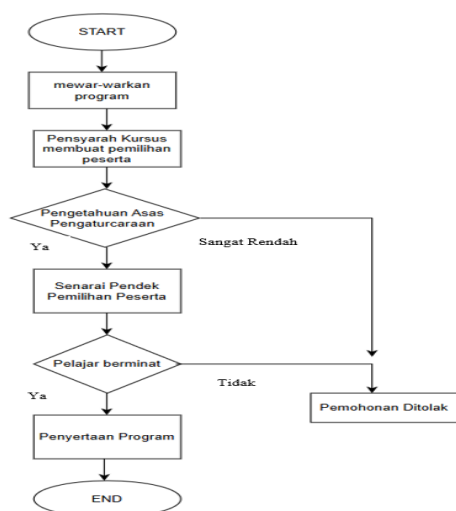 START
mewar-warkan
program
Pensyarah Kursus
membuat pemilihan
peserta
Pengetahuan Asas
Pengaturcaraan
Ya
Sangat Rendah
Senarai Pendek
Pemilihan Peserta
Pelajar berminat
Tidak
Ya
Pemohonan Ditolak
Penyertaan Program
END